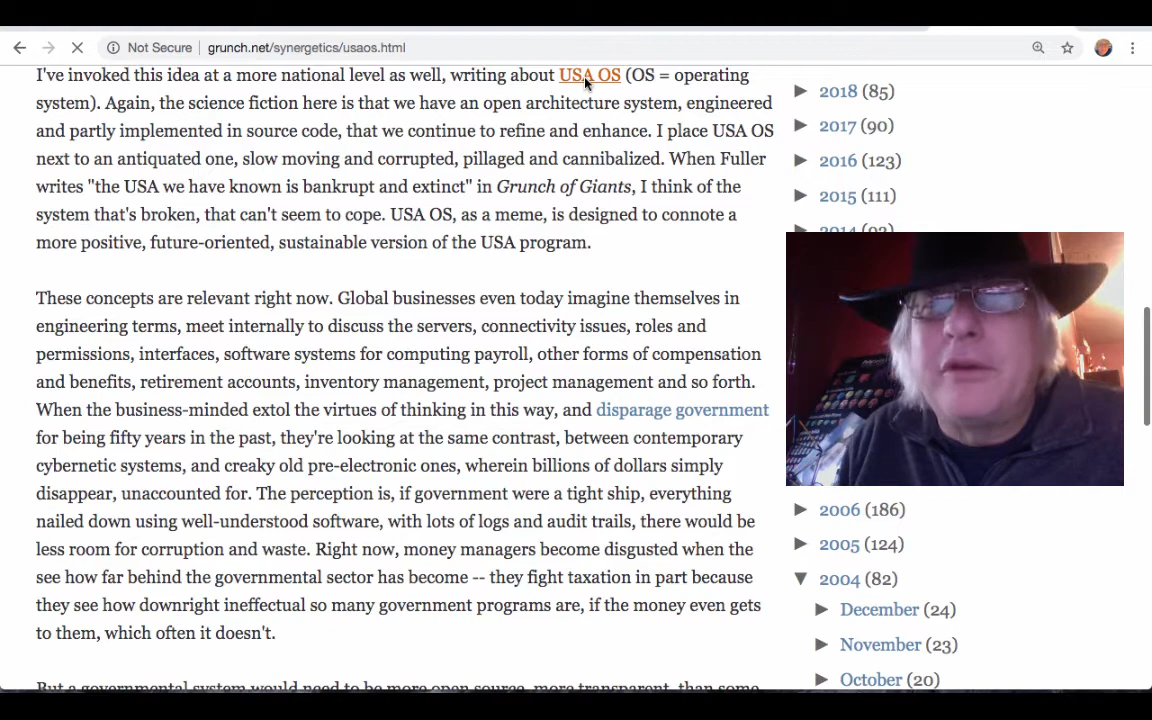 Not Secure grunch.net/synergetics/usaos.html
I've invoked this idea at a more national level as well, writing about USA OS (OS = operating
system). Again, the science fiction here is that we have an open architecture system, engineered
and partly implemented in source code, that we continue to refine and enhance. I place USA OS
next to an antiquated one, slow moving and corrupted, pillaged and cannibalized. When Fuller
writes "the USA we have known is bankrupt and extinct" in Grunch of Giants, I think of the
system that's broken, that can't seem to cope. USA OS, as a meme, is designed to connote a
more positive, future-oriented, sustainable version of the USA program.
These concepts are relevant right now. Global businesses even today imagine themselves in
engineering terms, meet internally to discuss the servers, connectivity issues, roles and
permissions, interfaces, software systems for computing payroll, other forms of compensation
and benefits, retirement accounts, inventory management, project management and so forth.
When the business-minded extol the virtues of thinking in this way, and disparage government
for being fifty years in the past, they're looking at the same contrast, between contemporary
cybernetic systems, and creaky old pre-electronic ones, wherein billions of dollars simply
disappear, unaccounted for. The perception is, if government were a tight ship, everything
nailed down using well-understood software, with lots of logs and audit trails, there would be
less room for corruption and waste. Right now, money managers become disgusted when the
see how far behind the governmental sector has become -- they fight taxation in part because
they see how downright ineffectual so many government programs are, if the money even gets
to them, which often it doesn't.
But a governmental system would need to be more open source, more transparent, than some
2018 (85)
2017 (90)
2016 (123)
2015 (111)
2014 (93)
2006 (186)
2005 (124)
2004 (82)
December (24)
November (23)
October (20)